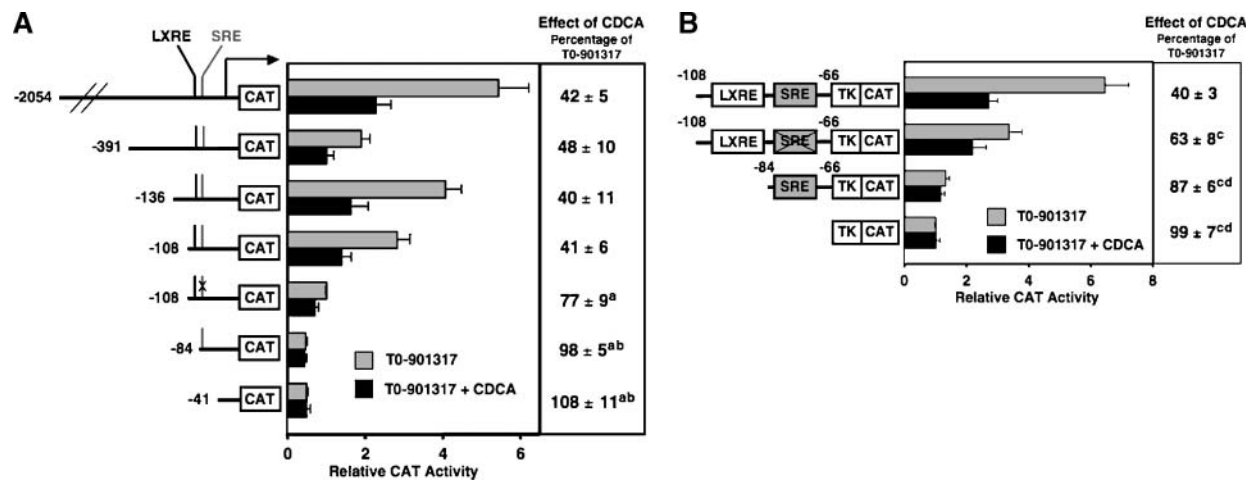 A
LXRE SRE
Effect of CDCA
Percentage of
T0-901317
-2054 CAT 42 ± 5
-391 CAT 48 ± 10
-136 CAT 40 ± 11
-108 CAT 41 ± 6
-108 x CAT 77 ± 9a
-84 CAT 98 ± 5ab
-41 CAT 108 ± 11ab
T0-901317
T0-901317 + CDCA
0 2 4 6
Relative CAT Activity
B
Effect of CDCA
Percentage of
T0-901317
-108 -66
LXRE SRE TK CAT 40 ± 3
-108 -66
LXRE SRE TK CAT 63 ± 8c
-84 -66
SRE TK CAT 87 ± 6cd
TK CAT 99 ± 7cd
T0-901317
T0-901317 + CDCA
0 2 4 6 8
Relative CAT Activity